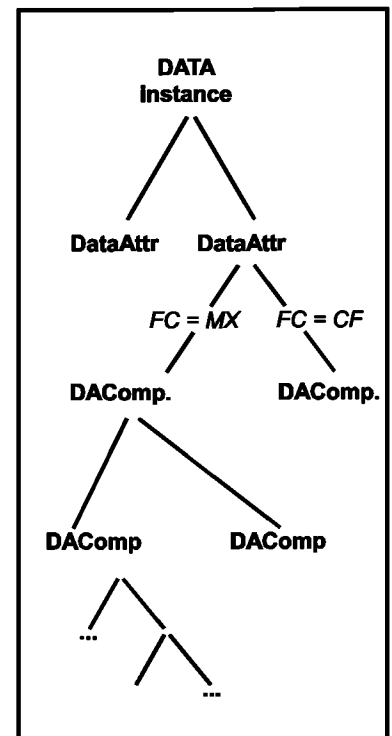 DATA
instance
DataAttr DataAttr
FC = MX FC = CF
DAComp. DAComp.
DAComp DAComp
...
...